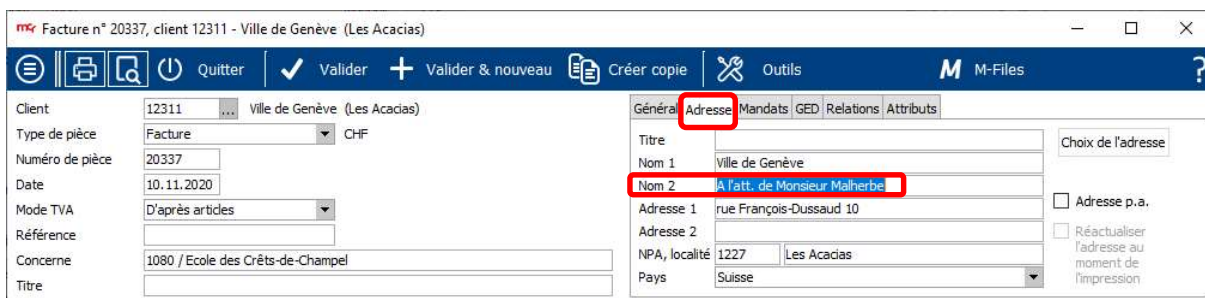 mcr Facture n° 20337, client 12311 - Ville de Genève (Les Acacias)
Quitter Valider Valider & nouveau Créer copie Outils M M-Files ?
Client 12311 ... Ville de Genève (Les Acacias)
Type de pièce Facture CHF
Numéro de pièce 20337
Date 10.11.2020
Mode TVA D'après articles
Référence
Concerne 1080 / Ecole des Crêts-de-Champel
Titre
Général Adresse Mandats GED Relations Attributs
Titre
Nom 1 Ville de Genève
Nom 2 A l'att. de Monsieur Malherbe
Adresse 1 rue François-Dussaud 10
Adresse 2
NPA, localité 1227 Les Acacias
Pays Suisse
Choix de l'adresse
Adresse p.a.
Réactualiser
l'adresse au
moment de
l'impression